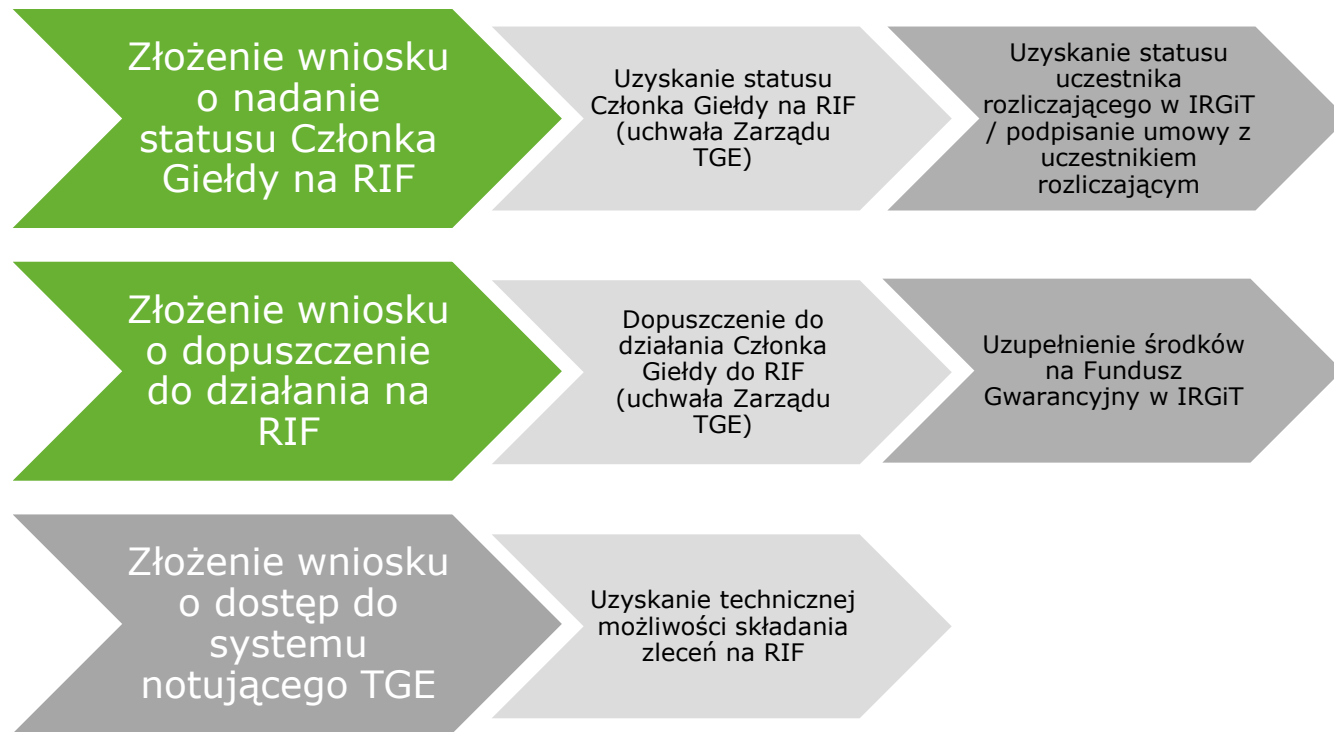 Złożenie wniosku
o nadanie
statusu Członka
Giełdy na RIF
Uzyskanie statusu
Członka Giełdy na RIF
(uchwała Zarządu
TGE)
Uzyskanie statusu
uczestnika
rozliczającego w IRGiT
/ podpisanie umowy z
uczestnikiem
rozliczającym
Złożenie wniosku
o dopuszczenie
do działania na
RIF
Dopuszczenie do
działania Członka
Giełdy do RIF
(uchwała Zarządu
TGE)
Uzupełnienie środków
na Fundusz
Gwarancyjny w IRGiT
Złożenie wniosku
o dostęp do
systemu
notującego TGE
Uzyskanie technicznej
możliwości składania
zleceń na RIF